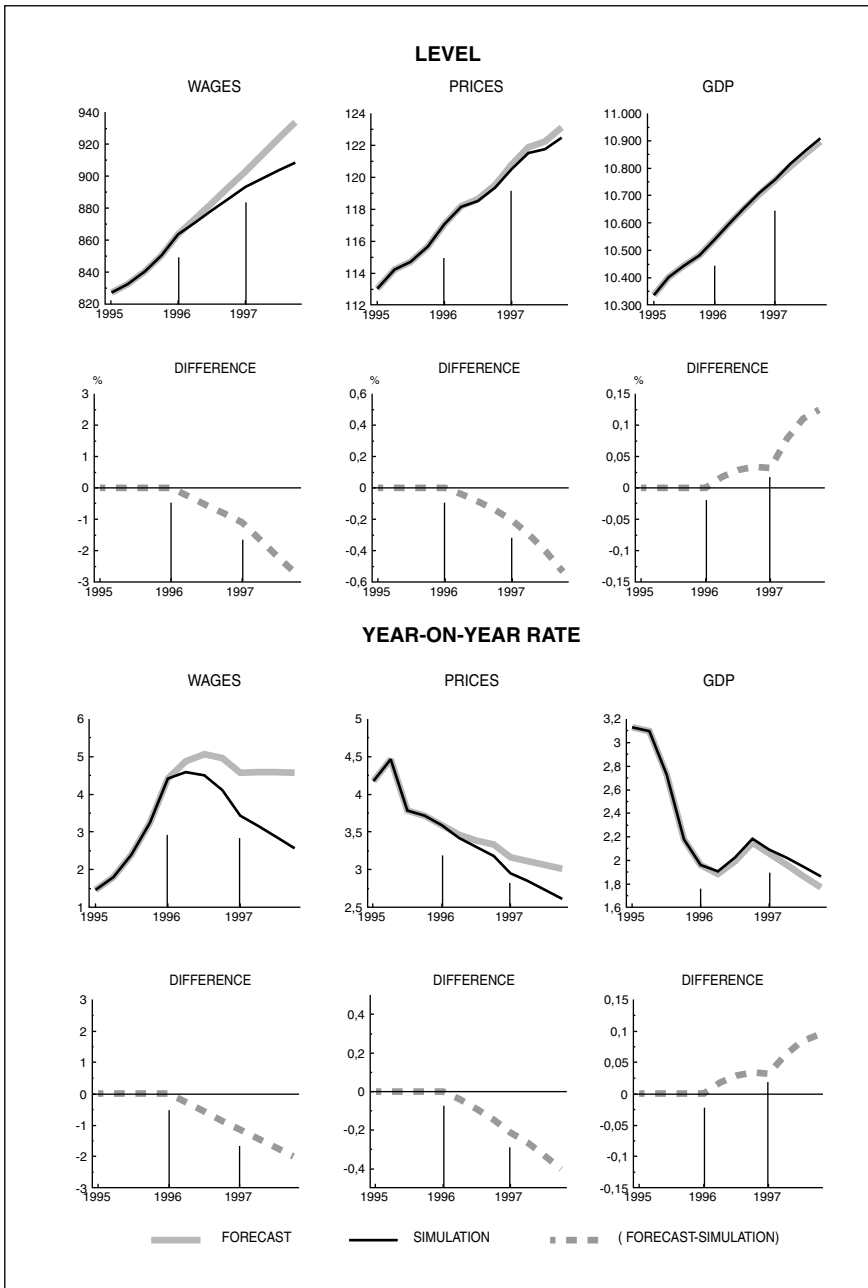 LEVEL
WAGES PRICES GDP
940 124 11.000
920 122 10.900
900 120 10.800
880 118 10.700
860 116 10.500
840 114 10.400
820 112 10.300
1995 1996 1997 1995 1996 1997 1995 1996 1997
DIFFERENCE DIFFERENCE DIFFERENCE
% % %
3 0,6 0,15
2 0,4 0,1
1 0,2 0,05
0 0 0
-1 -0,2 -0,05
-2 -0,4 -0,1
-3 -0,6 -0,15
1995 1996 1997 1995 1996 1997 1995 1996 1997
YEAR-ON-YEAR RATE
WAGES PRICES GDP
6 5 3,2
3
5 4,5 2,8
4 4 2,6
2,4
3 3,5 2,2
2 3 2
1,8
1 2,5 1,6
1995 1996 1997 1995 1996 1997 1995 1996 1997
DIFFERENCE DIFFERENCE DIFFERENCE
3 0,15
2 0,4 0,1
1 0,2 0,05
0 0 0
-1 -0,2 -0,05
-2 -0,4 -0,1
-3 -0,15
1995 1996 1997 1995 1996 1997 1995 1996 1997
FORECAST SIMULATION ( FORECAST-SIMULATION)